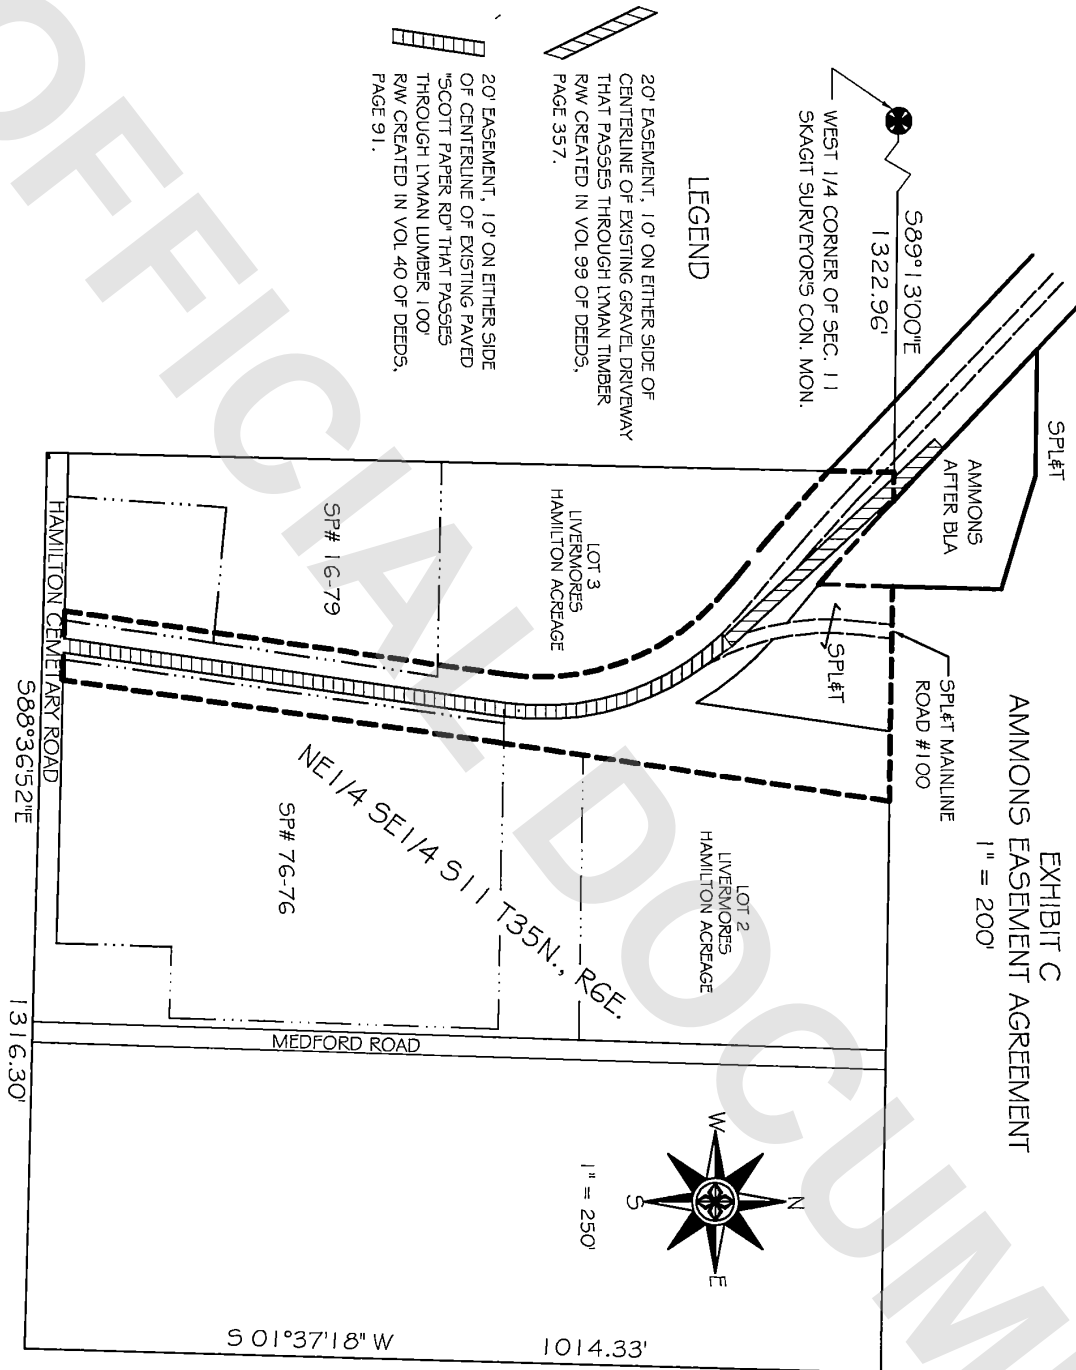 EXHIBIT C
AMMONS EASEMENT AGREEMENT
1" = 200'
SPL&T
AMMONS
AFTER BLA
SPL&T MAINLINE
ROAD #100
SPL&T
S89°13'00"E
1322.96'
WEST 1/4 CORNER OF SEC. 11
SKAGIT SURVEYOR'S CON. MON.
LEGEND
20' EASEMENT, 10' ON EITHER SIDE OF
CENTERLINE OF EXISTING GRAVEL DRIVEWAY
THAT PASSES THROUGH LYMAN TIMBER
R/W CREATED IN VOL 99 OF DEEDS,
PAGE 357.
20' EASEMENT, 10' ON EITHER SIDE
OF CENTERLINE OF EXISTING PAVED
"SCOTT PAPER RD" THAT PASSES
THROUGH LYMAN LUMBER 100'
R/W CREATED IN VOL 40 OF DEEDS,
PAGE 91.
LOT 3
LIVERMORES
HAMILTON ACREAGE
LOT 2
LIVERMORES
HAMILTON ACREAGE
SP# 16-79
SP# 76-76
NE1/4 SE1/4 S11 T35N., R6E.
MEDFORD ROAD
HAMILTON CEMETARY ROAD
S88°36'52"E
1316.30'
W
N
S
E
1" = 250'
S 01°37'18" W
1014.33'
OFFICIAL DOCUM